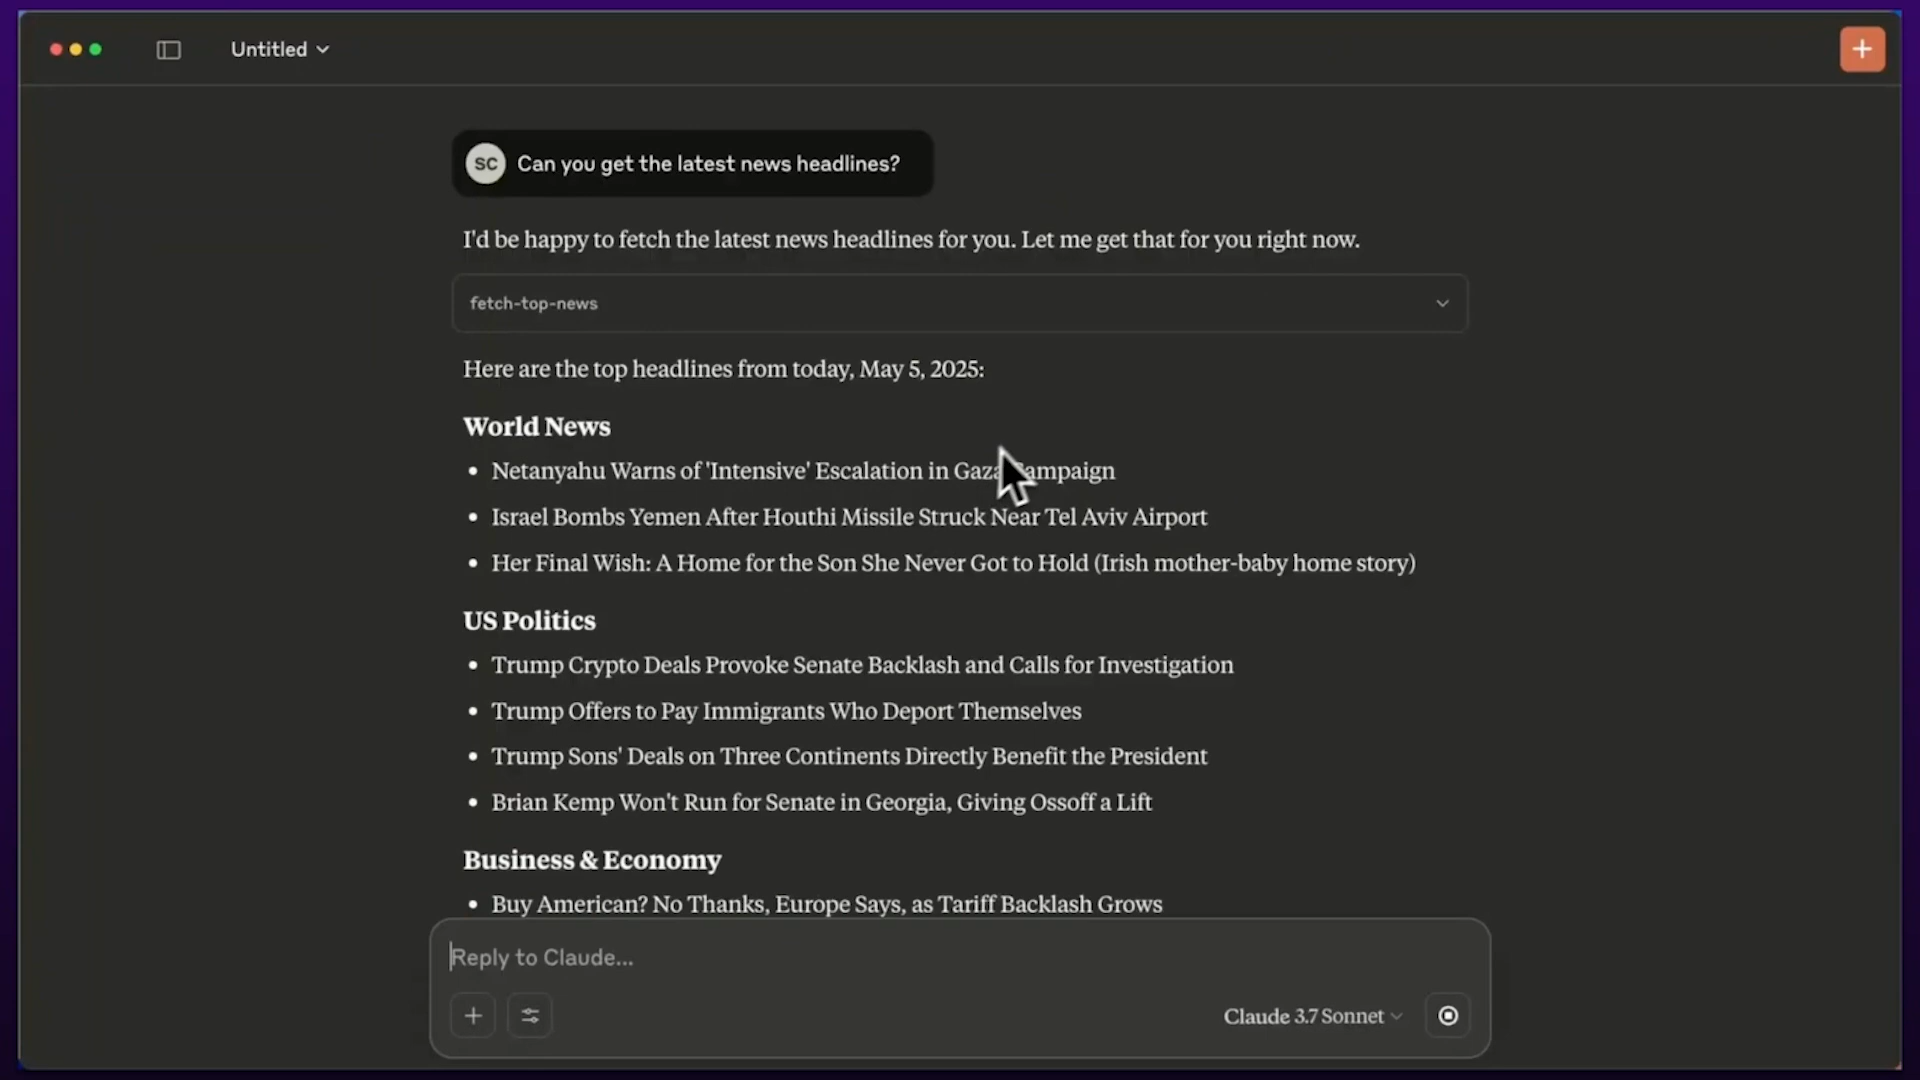 Untitled
SC Can you get the latest news headlines?
I'd be happy to fetch the latest news headlines for you. Let me get that for you right now.
fetch-top-news
Here are the top headlines from today, May 5, 2025:
World News
• Netanyahu Warns of 'Intensive' Escalation in Gaza Campaign
• Israel Bombs Yemen After Houthi Missile Struck Near Tel Aviv Airport
• Her Final Wish: A Home for the Son She Never Got to Hold (Irish mother-baby home story)
US Politics
• Trump Crypto Deals Provoke Senate Backlash and Calls for Investigation
• Trump Offers to Pay Immigrants Who Deport Themselves
• Trump Sons' Deals on Three Continents Directly Benefit the President
• Brian Kemp Won't Run for Senate in Georgia, Giving Ossoff a Lift
Business & Economy
• Buy American? No Thanks, Europe Says, as Tariff Backlash Grows
Reply to Claude...
Claude 3.7 Sonnet